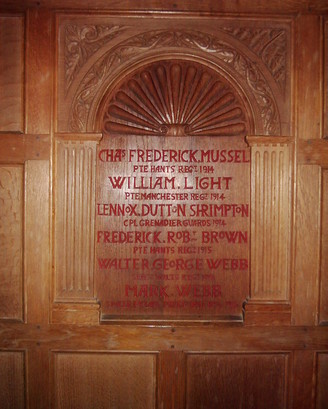 CHAS FREDERICK. MUSSEL
PTE HANTS REGT. 1914
WILLIAM. LIGHT
PTE MANCHESTER REGT. 1914
LENNOX. DUTTON SHRIMPTON
CPL GRENADIER GUARDS.
FREDERICK. ROBT. BROWN
PTE HANTS REGT. 1915
WALTER GEORGE WEBB
MARK. WEBB